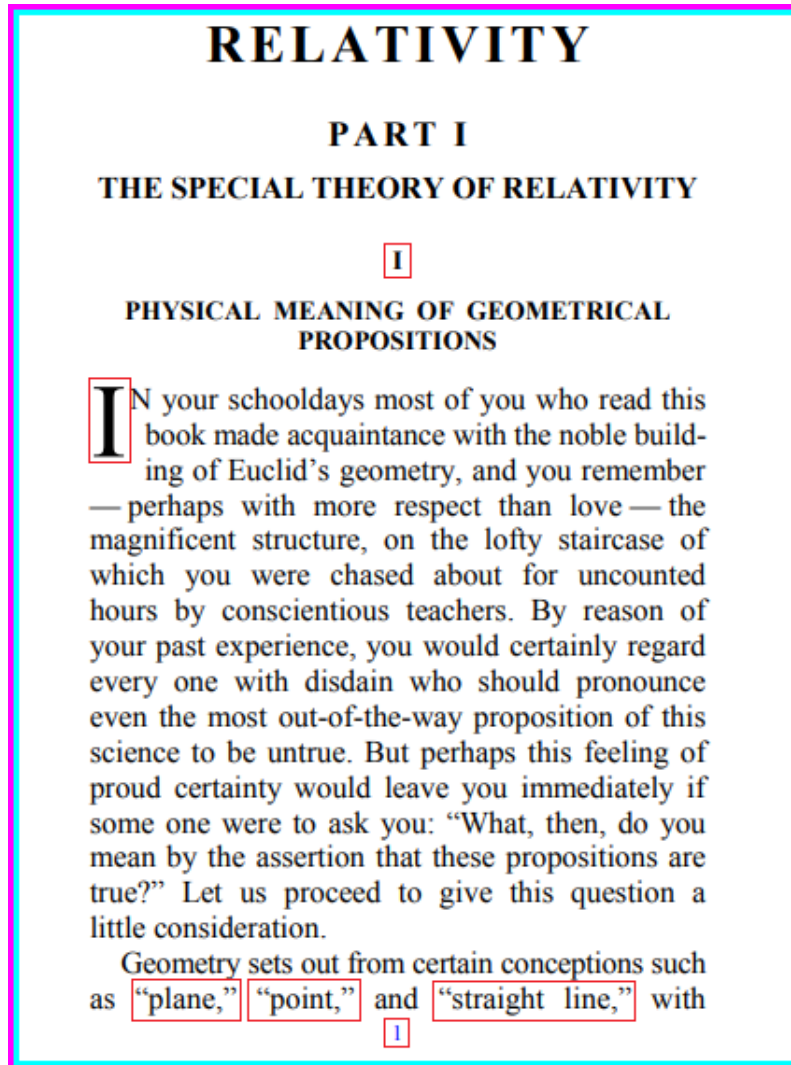 RELATIVITY
PART I
THE SPECIAL THEORY OF RELATIVITY
I
PHYSICAL MEANING OF GEOMETRICAL
PROPOSITIONS
IN your schooldays most of you who read this
book made acquaintance with the noble build-
ing of Euclid’s geometry, and you remember
— perhaps with more respect than love — the
magnificent structure, on the lofty staircase of
which you were chased about for uncounted
hours by conscientious teachers. By reason of
your past experience, you would certainly regard
every one with disdain who should pronounce
even the most out-of-the-way proposition of this
science to be untrue. But perhaps this feeling of
proud certainty would leave you immediately if
some one were to ask you: “What, then, do you
mean by the assertion that these propositions are
true?” Let us proceed to give this question a
little consideration.
Geometry sets out from certain conceptions such
as “plane,” “point,” and “straight line,” with
1